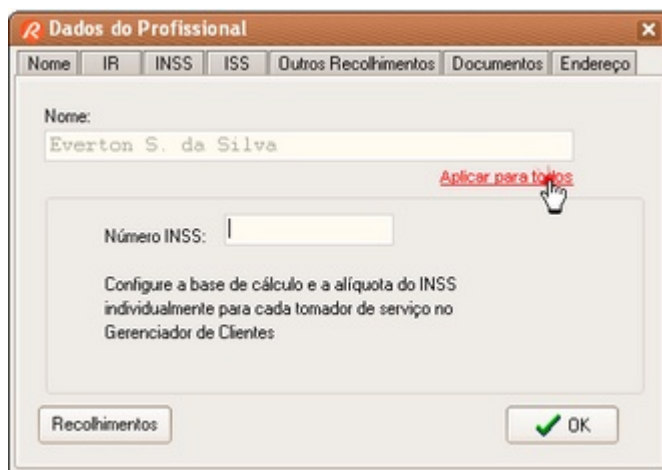 Dados do Profissional
Nome IR INSS ISS Outros Recolhimentos Documentos Endereço
Nome:
Everton S. da Silva
Aplicar para todos
Número INSS:
Configure a base de cálculo e a alíquota do INSS
individualmente para cada tomador de serviço no
Gerenciador de Clientes
Recolhimentos OK